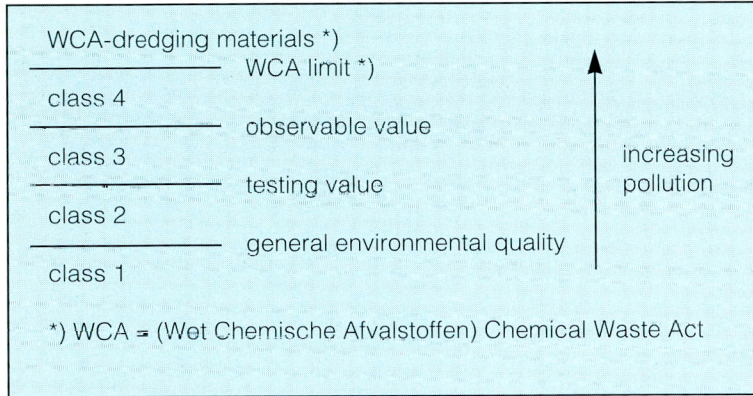 WCA-dredging materials *)
WCA limit *)
class 4
observable value
class 3
testing value
class 2
general environmental quality
class 1
increasing
pollution
*) WCA = (Wet Chemische Afvalstoffen) Chemical Waste Act